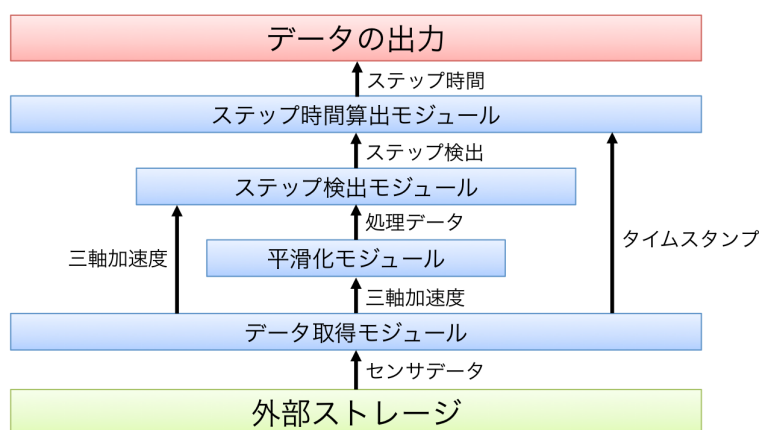 データの出力
ステップ時間
ステップ時間算出モジュール
ステップ検出
ステップ検出モジュール
処理データ
三軸加速度
タイムスタンプ
平滑化モジュール
三軸加速度
データ取得モジュール
センサデータ
外部ストレージ